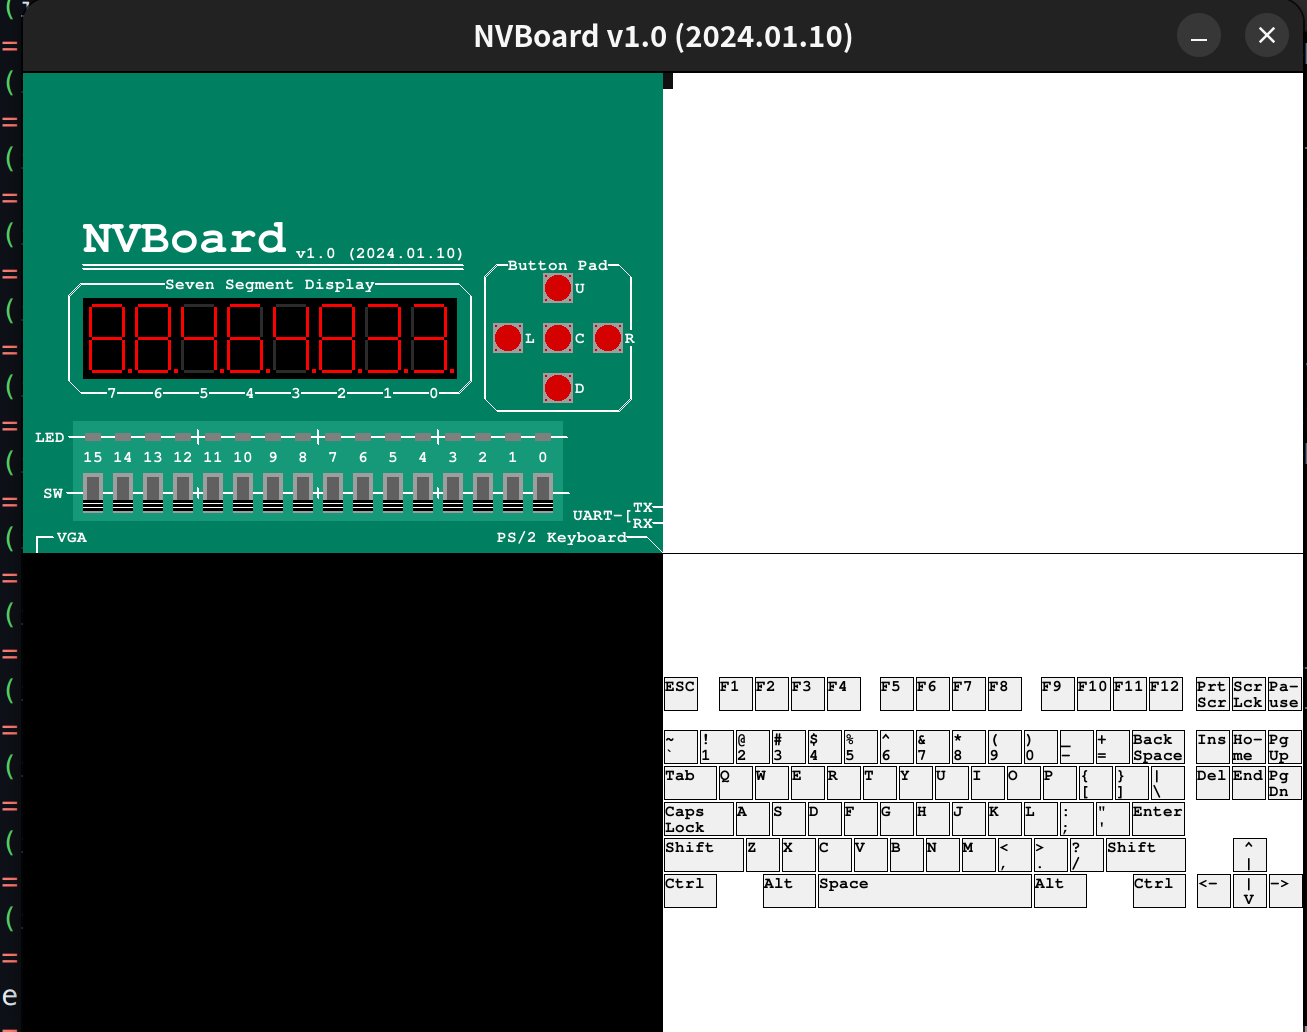 NVBoard v1.0 (2024.01.10)
NVBoard v1.0 (2024.01.10)
Seven Segment Display
7 6 5 4 3 2 1 0
Button Pad
U
L C R
D
LED
15 14 13 12 11 10 9 8 7 6 5 4 3 2 1 0
SW
UART-[ TX
RX
VGA
PS/2 Keyboard
ESC F1 F2 F3 F4 F5 F6 F7 F8 F9 F10 F11 F12 Prt Scr Pa-
Scr Lck use
~ ! @ # $ % ^ & * ( ) _ + Back Ins Ho- Pg
` 1 2 3 4 5 6 7 8 9 0 - = Space me Up
Tab Q W E R T Y U I O P { } | Del End Pg
[ ] \ Dn
Caps A S D F G H J K L : " Enter
Lock ; '
Shift Z X C V B N M < > ? Shift ^
, . / |
Ctrl Alt Space Alt Ctrl <- | ->
V